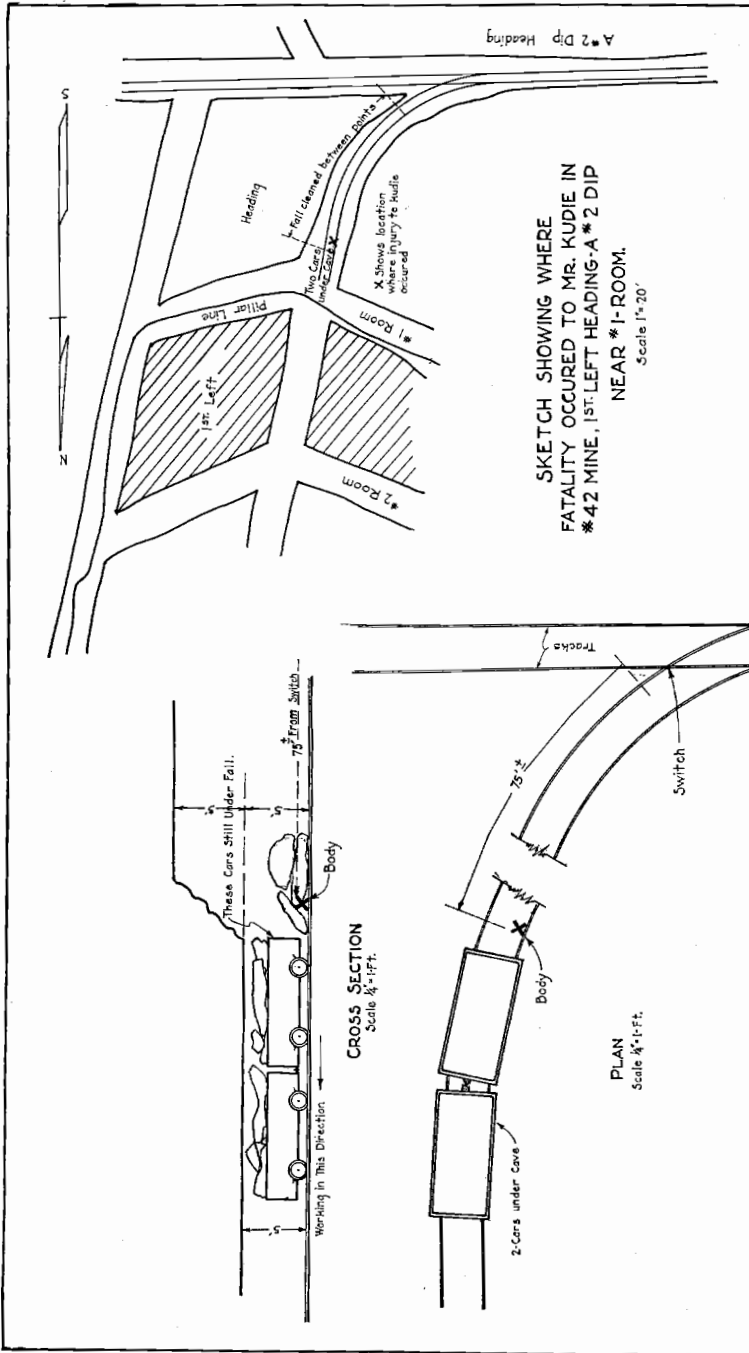 S
N
A #2 Dip Heading
Heading
Fall cleaned between points
Two Cars
under Cave
X Shows location
where injury to Kudie
occured
Pillar Line
1ST. Left
#1 Room
#2 Room
SKETCH SHOWING WHERE
FATALITY OCCURED TO MR. KUDIE IN
#42 MINE, 1ST. LEFT HEADING-A #2 DIP
NEAR #1-ROOM.
Scale 1"=20'
These Cars Still Under Fall.
5'
5'
5'
75'± From Switch
Body
Working in This Direction
CROSS SECTION
Scale ¼"=1-Ft.
Tracks
75'±
Switch
Body
2-Cars under Cave
PLAN
Scale ¼"=1-Ft.